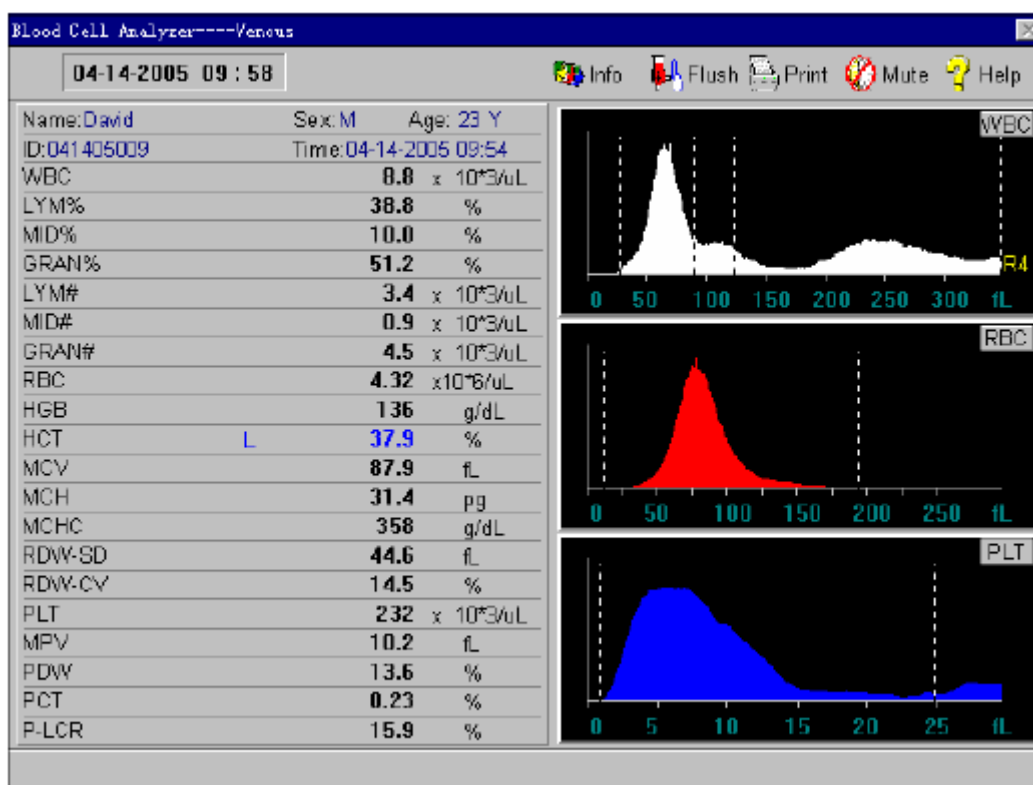 Blood Cell Analyzer----Venous
04-14-2005 09 : 58
Info Flush Print Mute Help
Name:David Sex:M Age: 23 Y
ID:041405009 Time:04-14-2005 09:54
WBC 8.8 x 10*3/uL
LYM% 38.8 %
MID% 10.0 %
GRAN% 51.2 %
LYM# 3.4 x 10*3/uL
MID# 0.9 x 10*3/uL
GRAN# 4.5 x 10*3/uL
RBC 4.32 x10*6/uL
HGB 136 g/dL
HCT L 37.9 %
MCV 87.9 fL
MCH 31.4 pg
MCHC 358 g/dL
RDW-SD 44.6 fL
RDW-CV 14.5 %
PLT 232 x 10*3/uL
MPV 10.2 fL
PDW 13.6 %
PCT 0.23 %
P-LCR 15.9 %
WBC
R4
0 50 100 150 200 250 300 fL
RBC
0 50 100 150 200 250 fL
PLT
0 5 10 15 20 25 fL